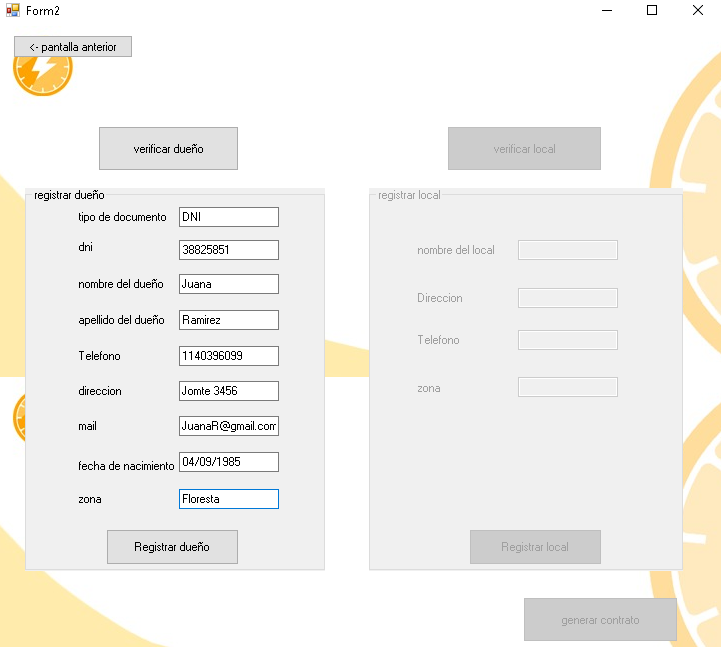 Form2
<- pantalla anterior
verificar dueño
verificar local
registrar dueño
tipo de documento DNI
dni 38825851
nombre del dueño Juana
apellido del dueño Ramirez
Telefono 1140396099
direccion Jomte 3456
mail JuanaR@gmail.com
fecha de nacimiento 04/09/1985
zona Floresta
Registrar dueño
registrar local
nombre del local
Direccion
Telefono
zona
Registrar local
generar contrato